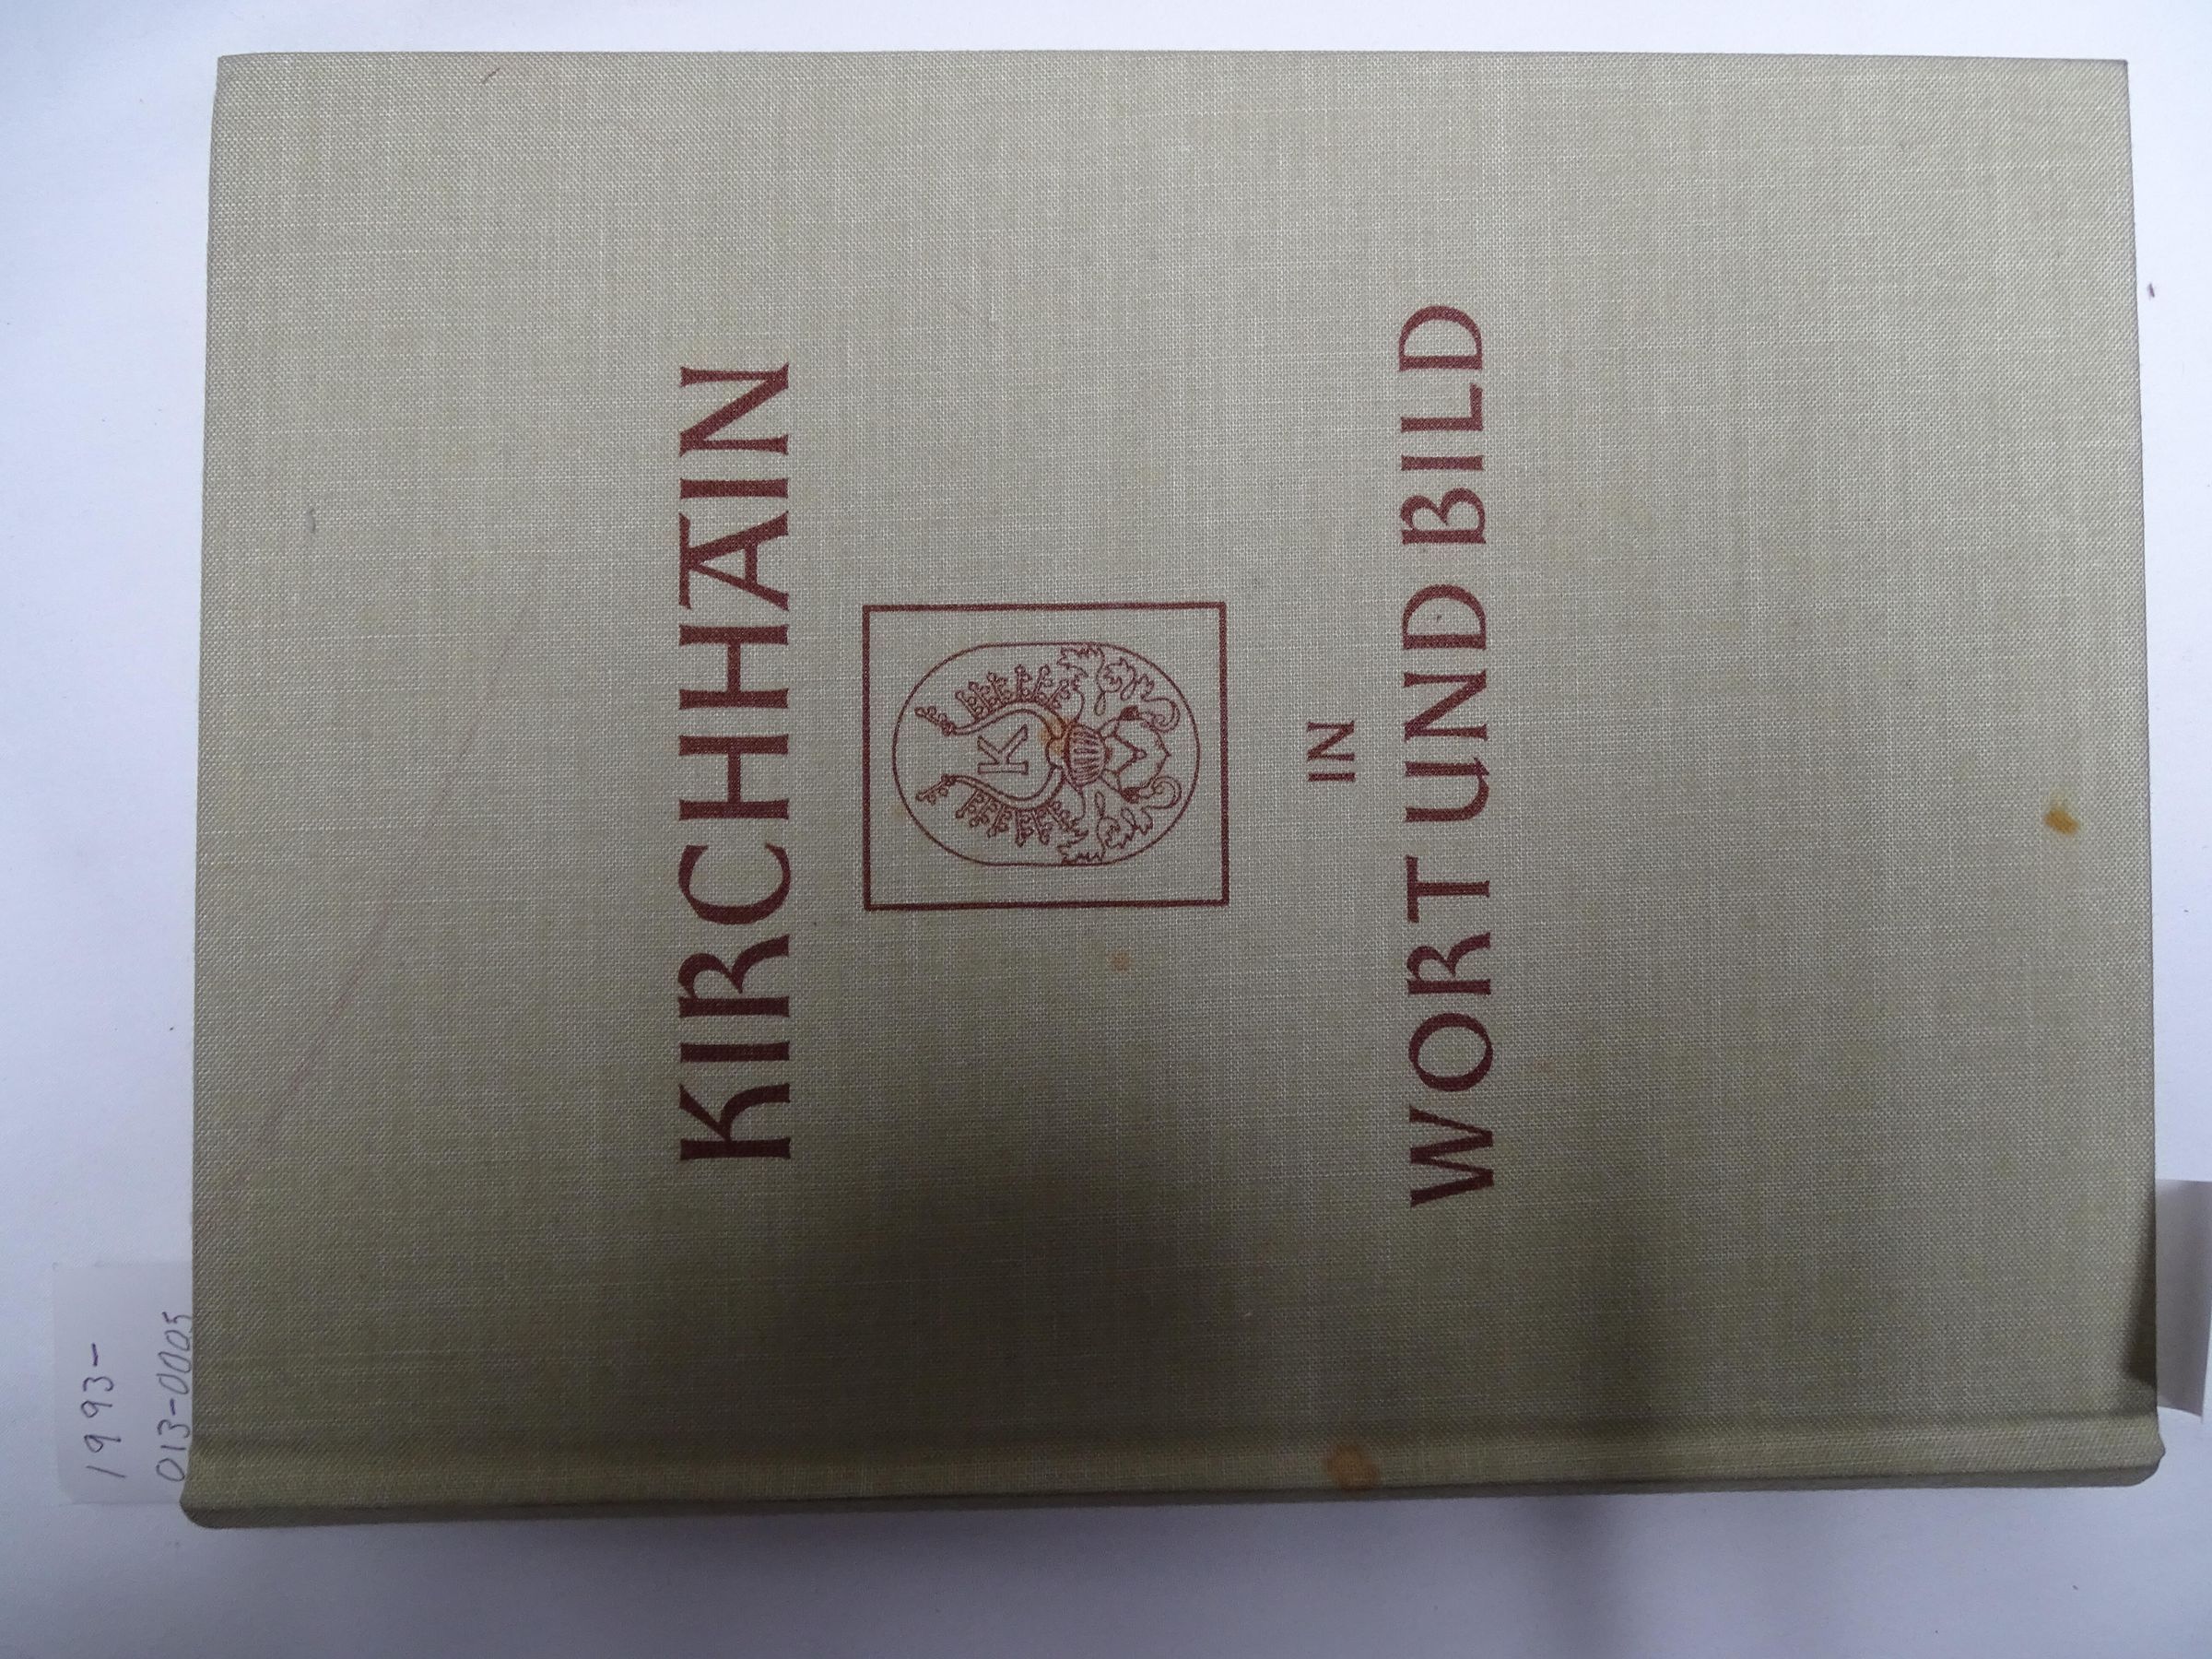 KIRCHHAIN
K
IN
WORT UND BILD
1993-
013-0005